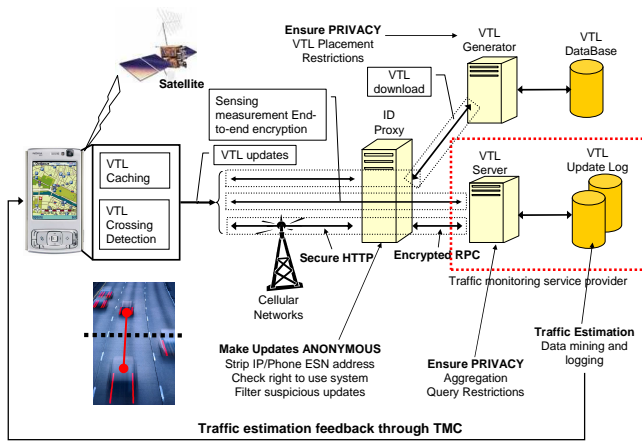 Ensure PRIVACY
VTL Placement
Restrictions
VTL
Generator
VTL
DataBase
Satellite
VTL
download
Sensing
measurement End-
to-end encryption
ID
Proxy
VTL updates
VTL
Caching
VTL
Crossing
Detection
VTL
Server
VTL
Update Log
Secure HTTP
Encrypted RPC
Traffic monitoring service provider
Cellular
Networks
Make Updates ANONYMOUS
Strip IP/Phone ESN address
Check right to use system
Filter suspicious updates
Ensure PRIVACY
Aggregation
Query Restrictions
Traffic Estimation
Data mining and
logging
Traffic estimation feedback through TMC